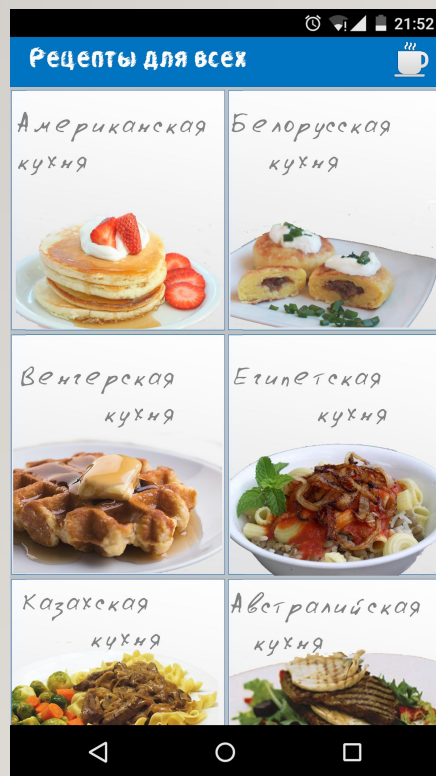 21:52
Рецепты для всех
Американская
кухня
Белорусская
кухня
Венгерская
кухня
Египетская
кухня
Казахская
кухня
Австралийская
кухня